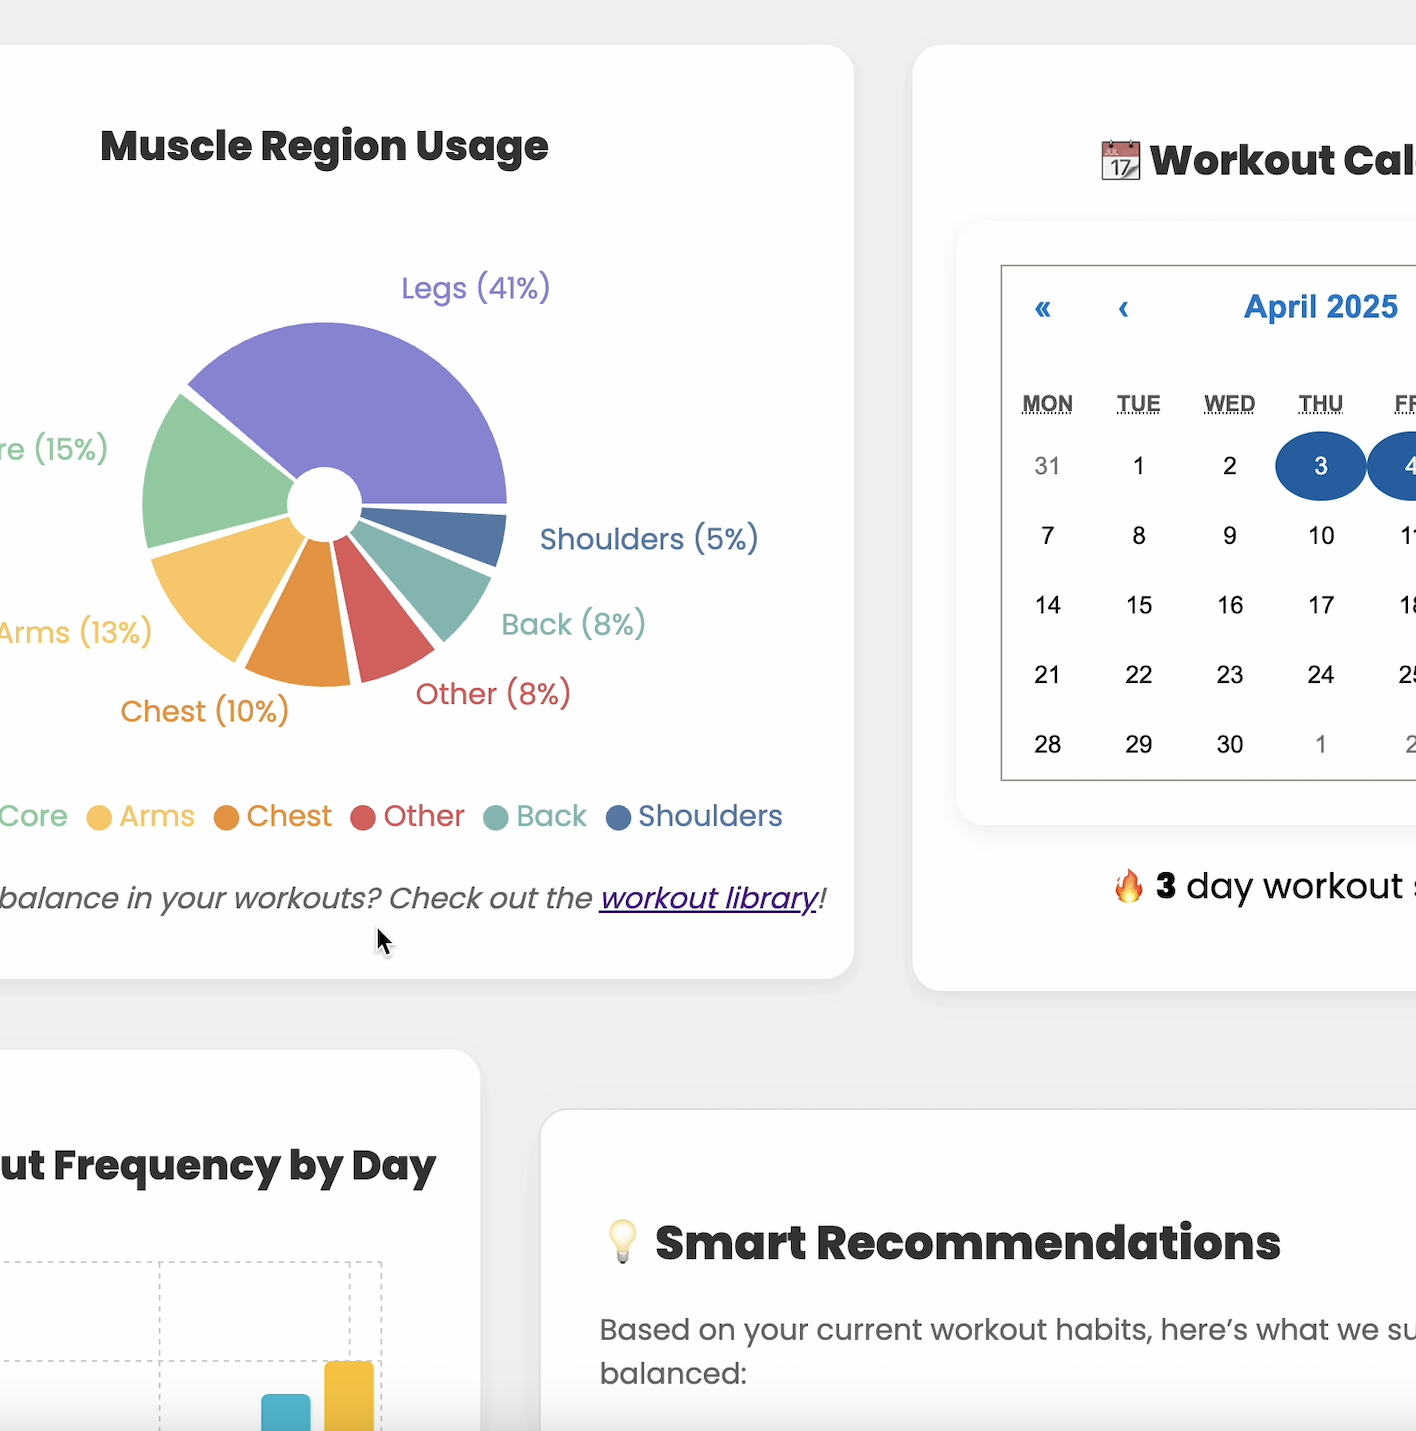 Muscle Region Usage
Legs (41%)
re (15%)
Shoulders (5%)
Arms (13%)
Back (8%)
Other (8%)
Chest (10%)
Core Arms Chest Other Back Shoulders
balance in your workouts? Check out the workout library!
JUL
17
Workout Cal
« ‹ April 2025
MON TUE WED THU FR
31 1 2 3 4
7 8 9 10 11
14 15 16 17 18
21 22 23 24 25
28 29 30 1 2
3 day workout s
ut Frequency by Day
Smart Recommendations
Based on your current workout habits, here's what we su
balanced: